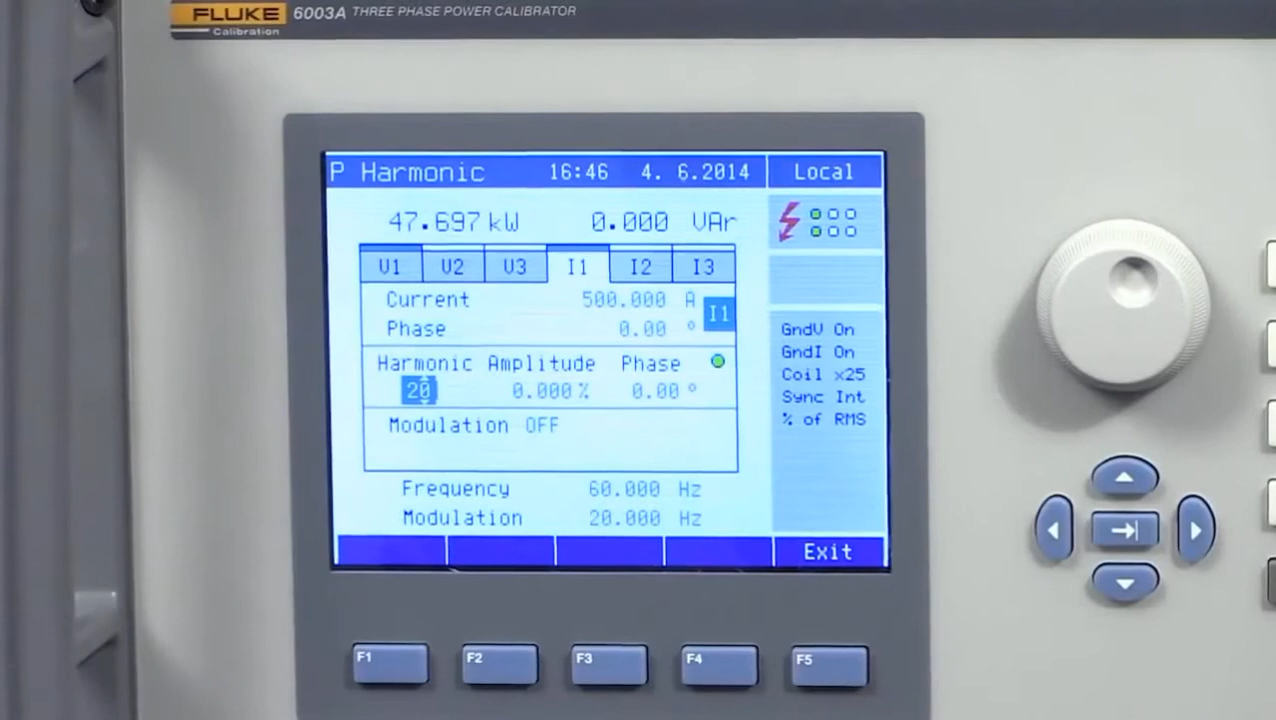 FLUKE 6003A THREE PHASE POWER CALIBRATOR
Calibration
P Harmonic 16:46 4. 6.2014 Local
47.697 kW 0.000 VAr
U1 U2 U3 I1 I2 I3
Current 500.000 A I1
Phase 0.00 °
GndU On
GndI On
Coil x25
Sync Int
% of RMS
Harmonic Amplitude Phase
20 0.000 % 0.00 °
Modulation OFF
Frequency 60.000 Hz
Modulation 20.000 Hz
Exit
F1 F2 F3 F4 F5